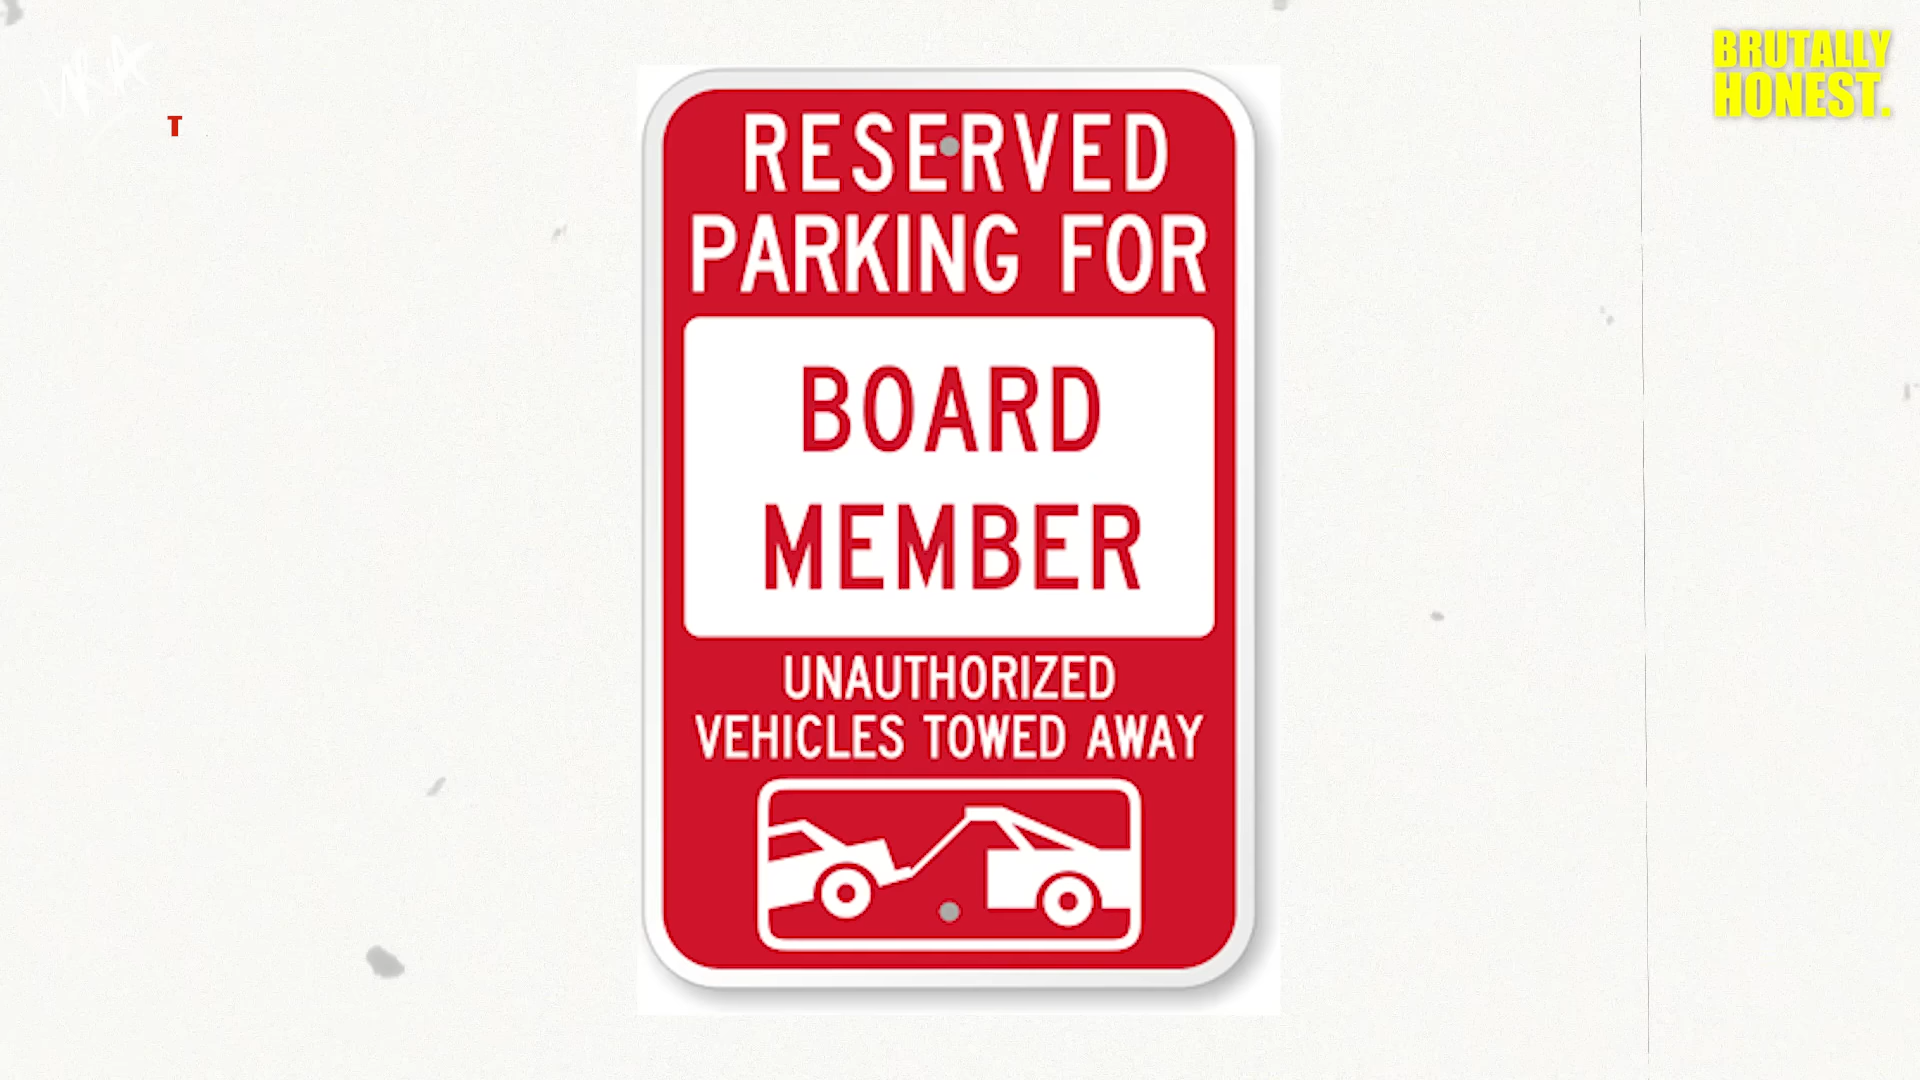 T
BRUTALLY
HONEST.
RESERVED
PARKING FOR
BOARD
MEMBER
UNAUTHORIZED
VEHICLES TOWED AWAY